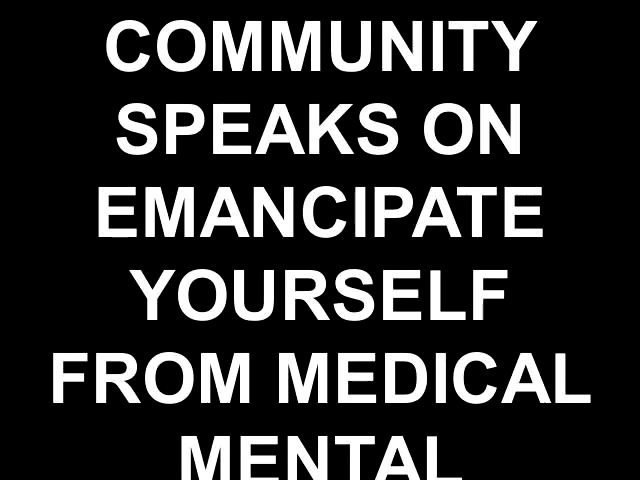 COMMUNITY
SPEAKS ON
EMANCIPATE
YOURSELF
FROM MEDICAL
MENTAL